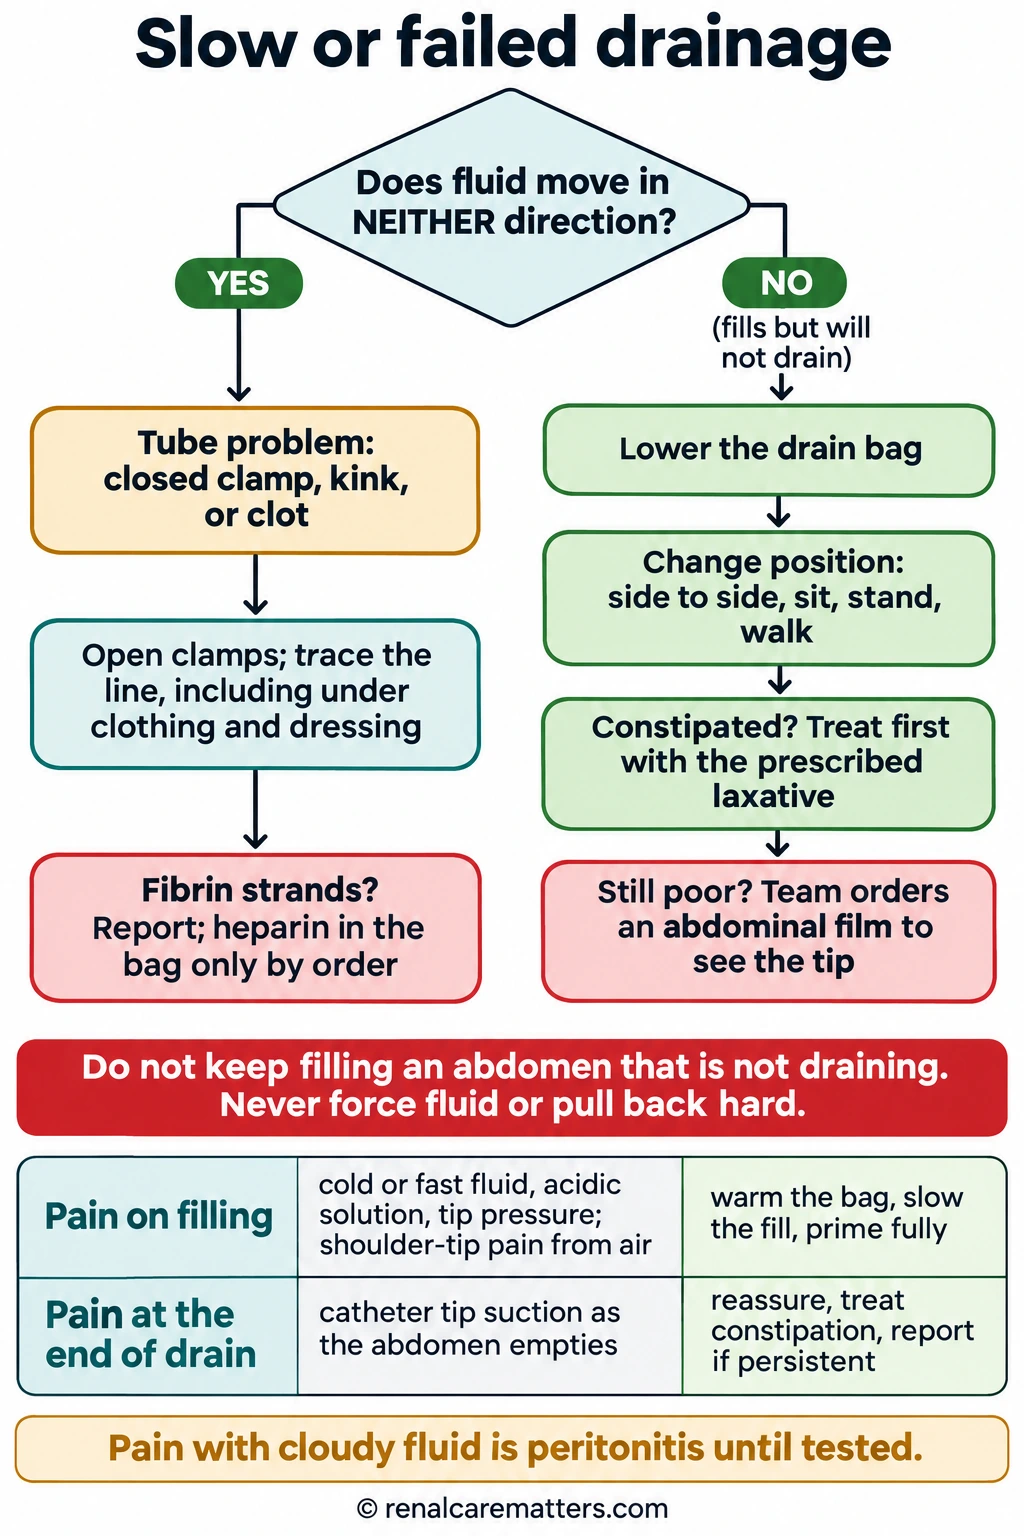 Slow or failed drainage
Does fluid move in
NEITHER direction?
YES
NO
(fills but will
not drain)
Tube problem:
closed clamp, kink,
or clot
Open clamps; trace the
line, including under
clothing and dressing
Fibrin strands?
Report; heparin in the
bag only by order
Lower the drain bag
Change position:
side to side, sit, stand,
walk
Constipated? Treat first
with the prescribed
laxative
Still poor? Team orders
an abdominal film to
see the tip
Do not keep filling an abdomen that is not draining.
Never force fluid or pull back hard.
Pain on filling
cold or fast fluid, acidic
solution, tip pressure;
shoulder-tip pain from air
warm the bag, slow
the fill, prime fully
Pain at the
end of drain
catheter tip suction as
the abdomen empties
reassure, treat
constipation, report
if persistent
Pain with cloudy fluid is peritonitis until tested.
© renalcarematters.com